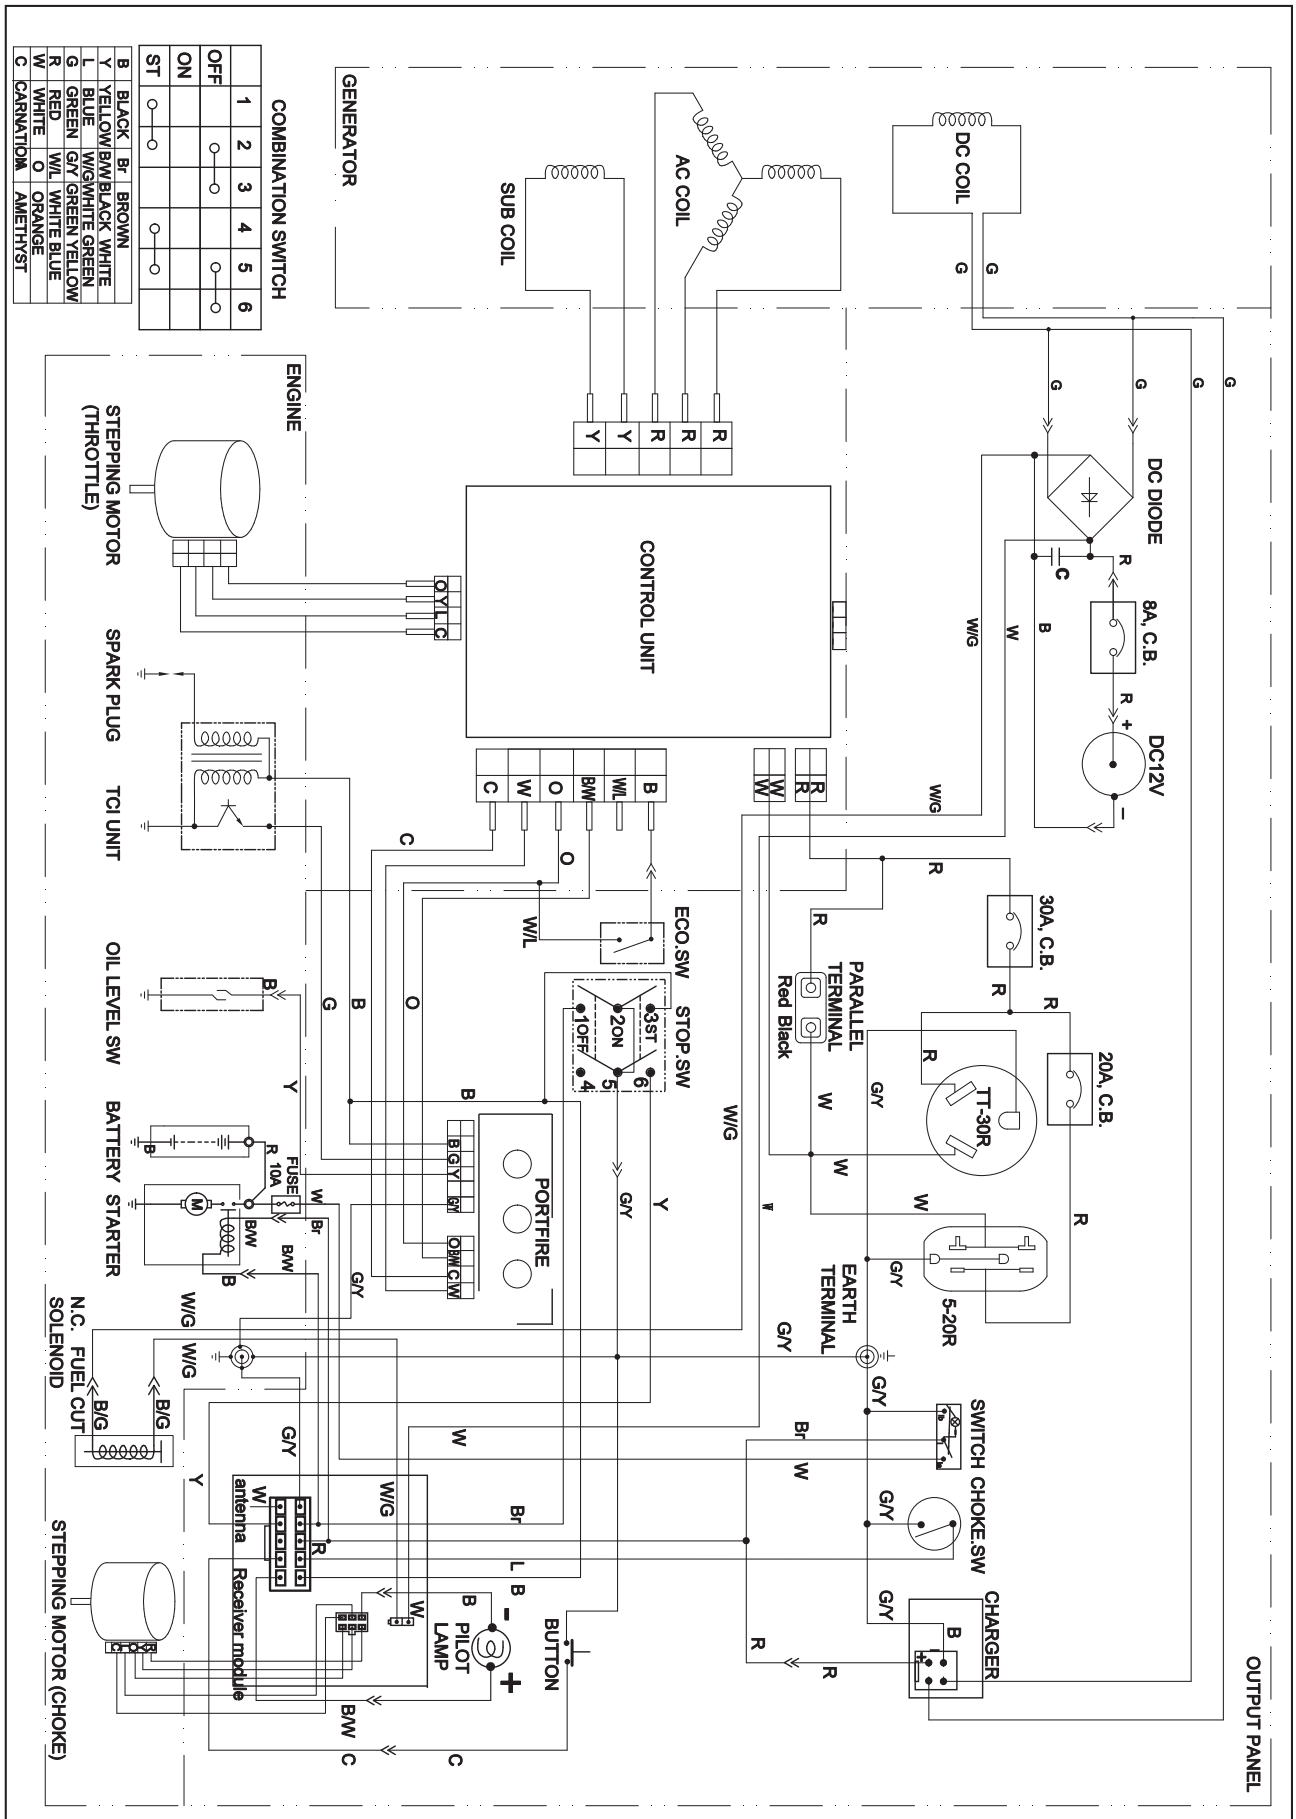 GENERATOR
DC COIL
AC COIL
SUB COIL
G
G
G
G
G
G
DC DIODE
C
R
8A, C.B.
R
+
DC12V
-
B
W
W/G
OUTPUT PANEL
Y
Y
R
R
R
CONTROL UNIT
O
Y
L
C
C
W
O
B/W
W/L
B
W
W
R
R
W/G
R
30A, C.B.
R
R
20A, C.B.
R
R
PARALLEL
TERMINAL
Red Black
R
W
G/Y
W/G
TT-30R
W
W
R
5-20R
G/Y
EARTH
TERMINAL
G/Y
G/Y
W
ECO.SW
W/L
O
C
STOP.SW
3ST
2ON
1OFF
6
5
4
G/Y
Y
B
PORTFIRE
B
G
Y
G/Y
O
B/W
C
W
O
B
G
Y
G/Y
COMBINATION SWITCH
1 2 3 4 5 6
OFF
ON
ST
B BLACK Br BROWN
Y YELLOW B/W BLACK WHITE
L BLUE W/G WHITE GREEN
G GREEN G/Y GREEN YELLOW
R RED W/L WHITE BLUE
W WHITE O ORANGE
C CARNATION A AMETHYST
ENGINE
STEPPING MOTOR
(THROTTLE)
SPARK PLUG
TCI UNIT
OIL LEVEL SW
B
BATTERY
B
R
10A
FUSE
W
Br
STARTER
M
B/W
B/W
B
N.C. FUEL CUT
SOLENOID
W/G
W/G
B/G
B/G
G/Y
Y
STEPPING MOTOR (CHOKE)
antenna
W
R
Receiver module
W/G
W
W
Br
L
B
B
-
+
PILOT
LAMP
BUTTON
B/W
C
C
SWITCH
CHOKE.SW
Br
W
G/Y
G/Y
CHARGER
B
+
-
R
R